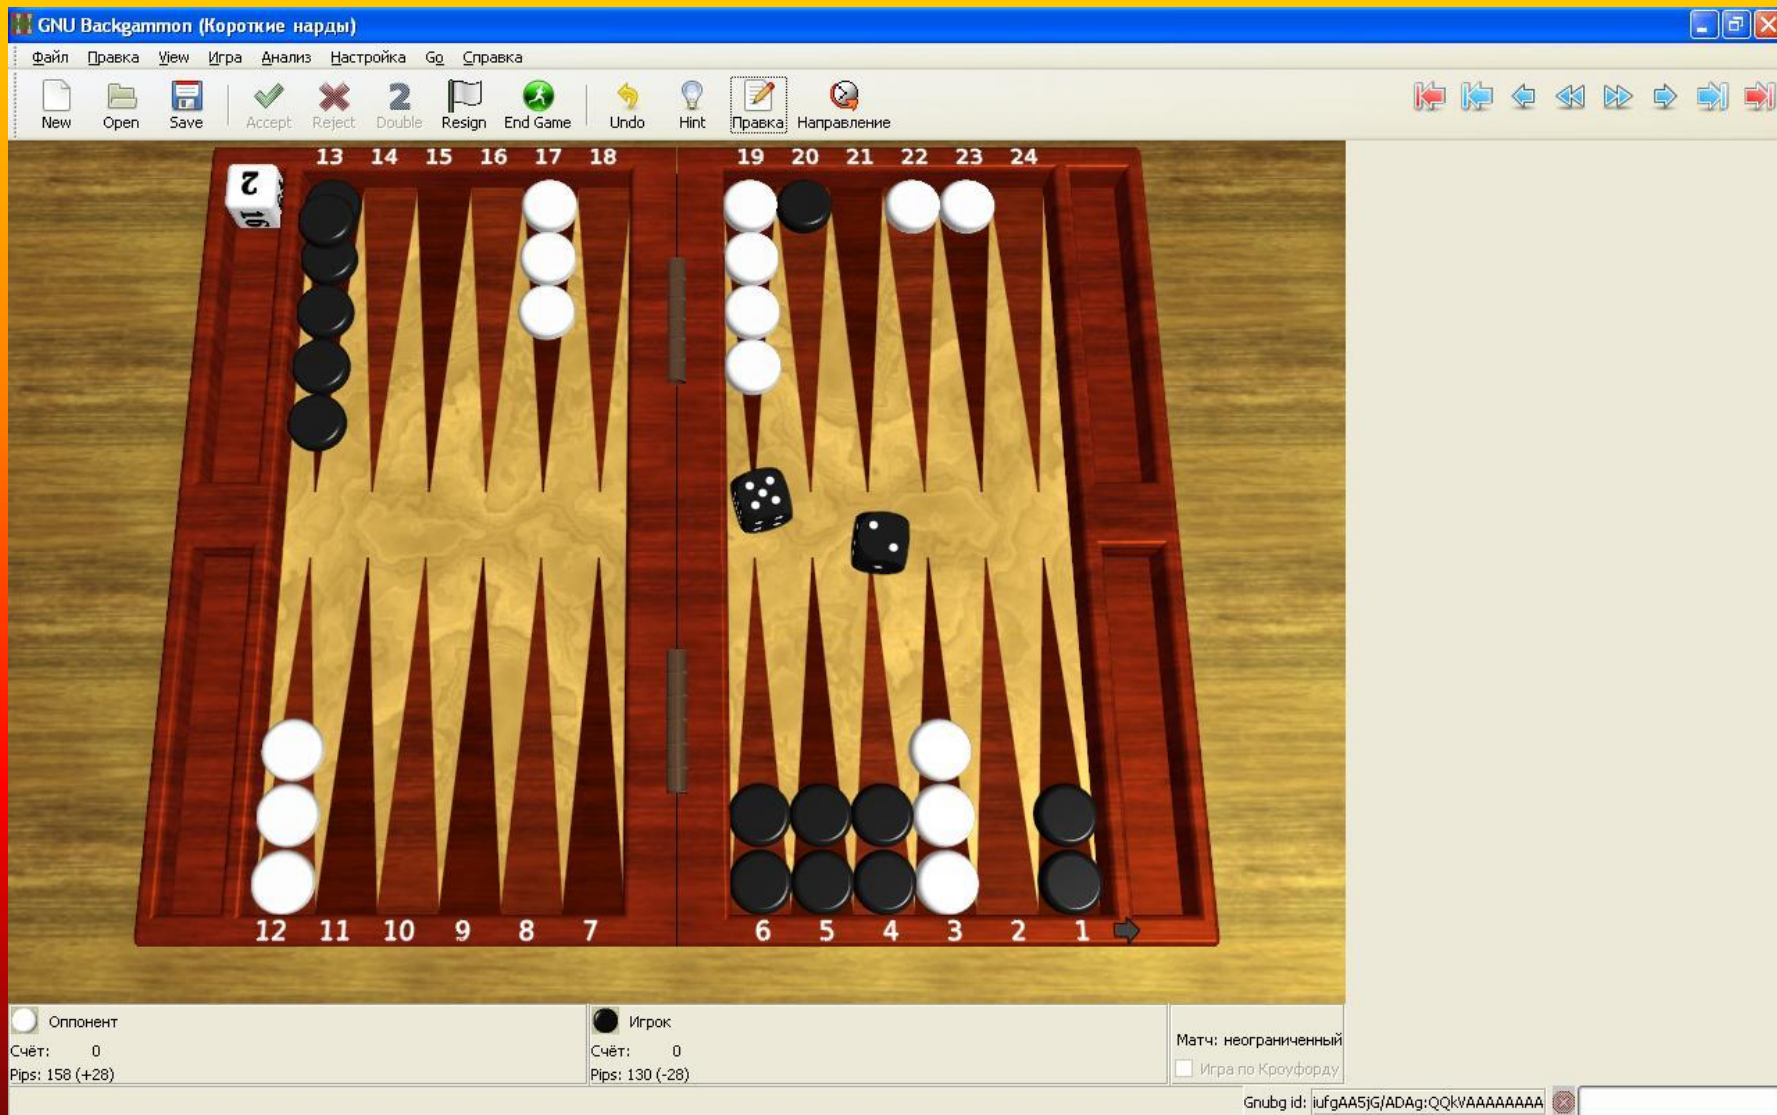 GNU Backgammon (Короткие нарды)
Файл Правка View Игра Анализ Настройка Go Справка
New Open Save Accept Reject Double Resign End Game Undo Hint Правка Направление
13 14 15 16 17 18 19 20 21 22 23 24
2
16
12 11 10 9 8 7 6 5 4 3 2 1
Оппонент
Счёт: 0
Pips: 158 (+28)
Игрок
Счёт: 0
Pips: 130 (-28)
Матч: неограниченный
Игра по Кроуфорду
Gnubg id: iufgAA5jG/ADAg:QQkVAAAAAAAA